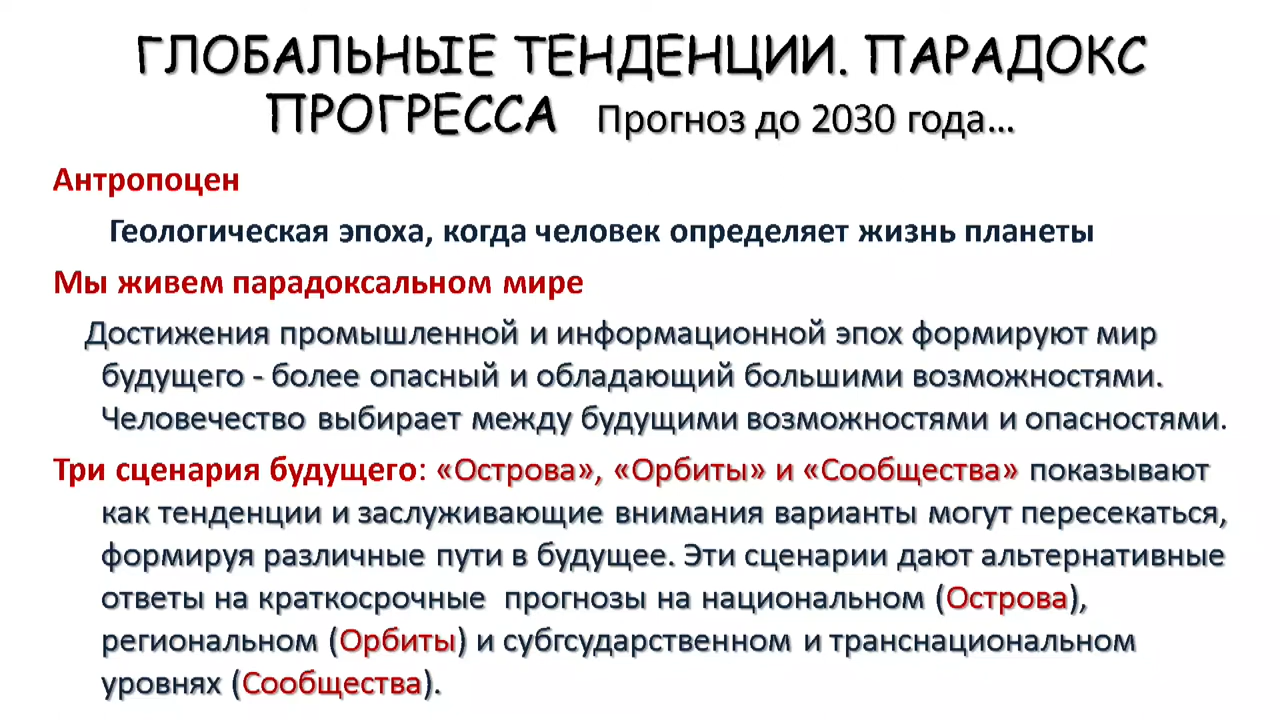 ГЛОБАЛЬНЫЕ ТЕНДЕНЦИИ. ПАРАДОКС
ПРОГРЕССА Прогноз до 2030 года...
Антропоцен
Геологическая эпоха, когда человек определяет жизнь планеты
Мы живем парадоксальном мире
Достижения промышленной и информационной эпох формируют мир
будущего - более опасный и обладающий большими возможностями.
Человечество выбирает между будущими возможностями и опасностями.
Три сценария будущего: «Острова», «Орбиты» и «Сообщества» показывают
как тенденции и заслуживающие внимания варианты могут пересекаться,
формируя различные пути в будущее. Эти сценарии дают альтернативные
ответы на краткосрочные прогнозы на национальном (Острова),
региональном (Орбиты) и субгсударственном и транснациональном
уровнях (Сообщества).